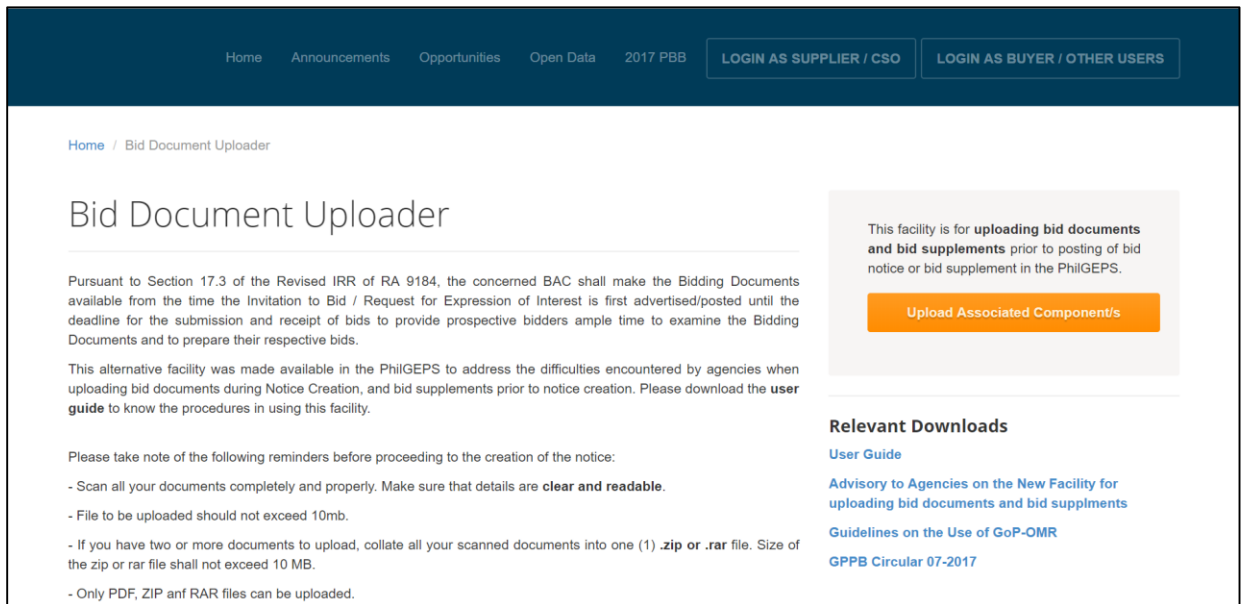 Home Announcements Opportunities Open Data 2017 PBB LOGIN AS SUPPLIER / CSO LOGIN AS BUYER / OTHER USERS
Home / Bid Document Uploader
Bid Document Uploader
Pursuant to Section 17.3 of the Revised IRR of RA 9184, the concerned BAC shall make the Bidding Documents
available from the time the Invitation to Bid / Request for Expression of Interest is first advertised/posted until the
deadline for the submission and receipt of bids to provide prospective bidders ample time to examine the Bidding
Documents and to prepare their respective bids.
This alternative facility was made available in the PhilGEPS to address the difficulties encountered by agencies when
uploading bid documents during Notice Creation, and bid supplements prior to notice creation. Please download the user
guide to know the procedures in using this facility.
Please take note of the following reminders before proceeding to the creation of the notice:
- Scan all your documents completely and properly. Make sure that details are clear and readable.
- File to be uploaded should not exceed 10mb.
- If you have two or more documents to upload, collate all your scanned documents into one (1) .zip or .rar file. Size of
the zip or rar file shall not exceed 10 MB.
- Only PDF, ZIP anf RAR files can be uploaded.
This facility is for uploading bid documents
and bid supplements prior to posting of bid
notice or bid supplement in the PhilGEPS.
Upload Associated Component/s
Relevant Downloads
User Guide
Advisory to Agencies on the New Facility for
uploading bid documents and bid supplments
Guidelines on the Use of GoP-OMR
GPPB Circular 07-2017